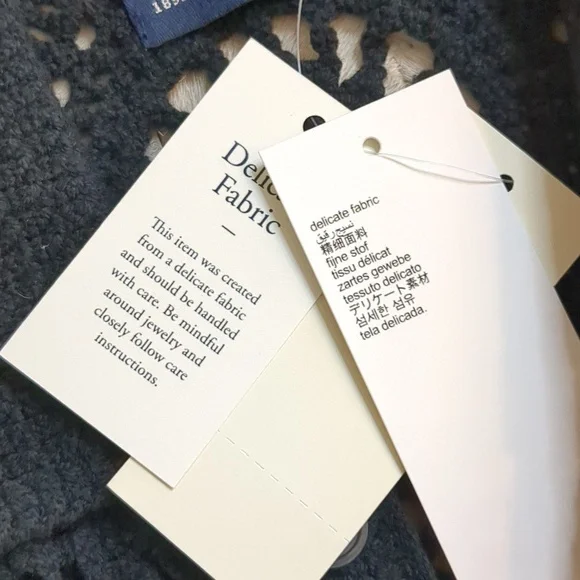 189
Delic
Fabric
–
This item was created
from a delicate fabric
and should be handled
with care. Be mindful
around jewelry and
closely follow care
instructions.
delicate fabric
نسيج رقيق
精细面料
fijne stof
tissu délicat
zartes gewebe
tessuto delicato
デリケート素材
섬세한 섬유
tela delicada.